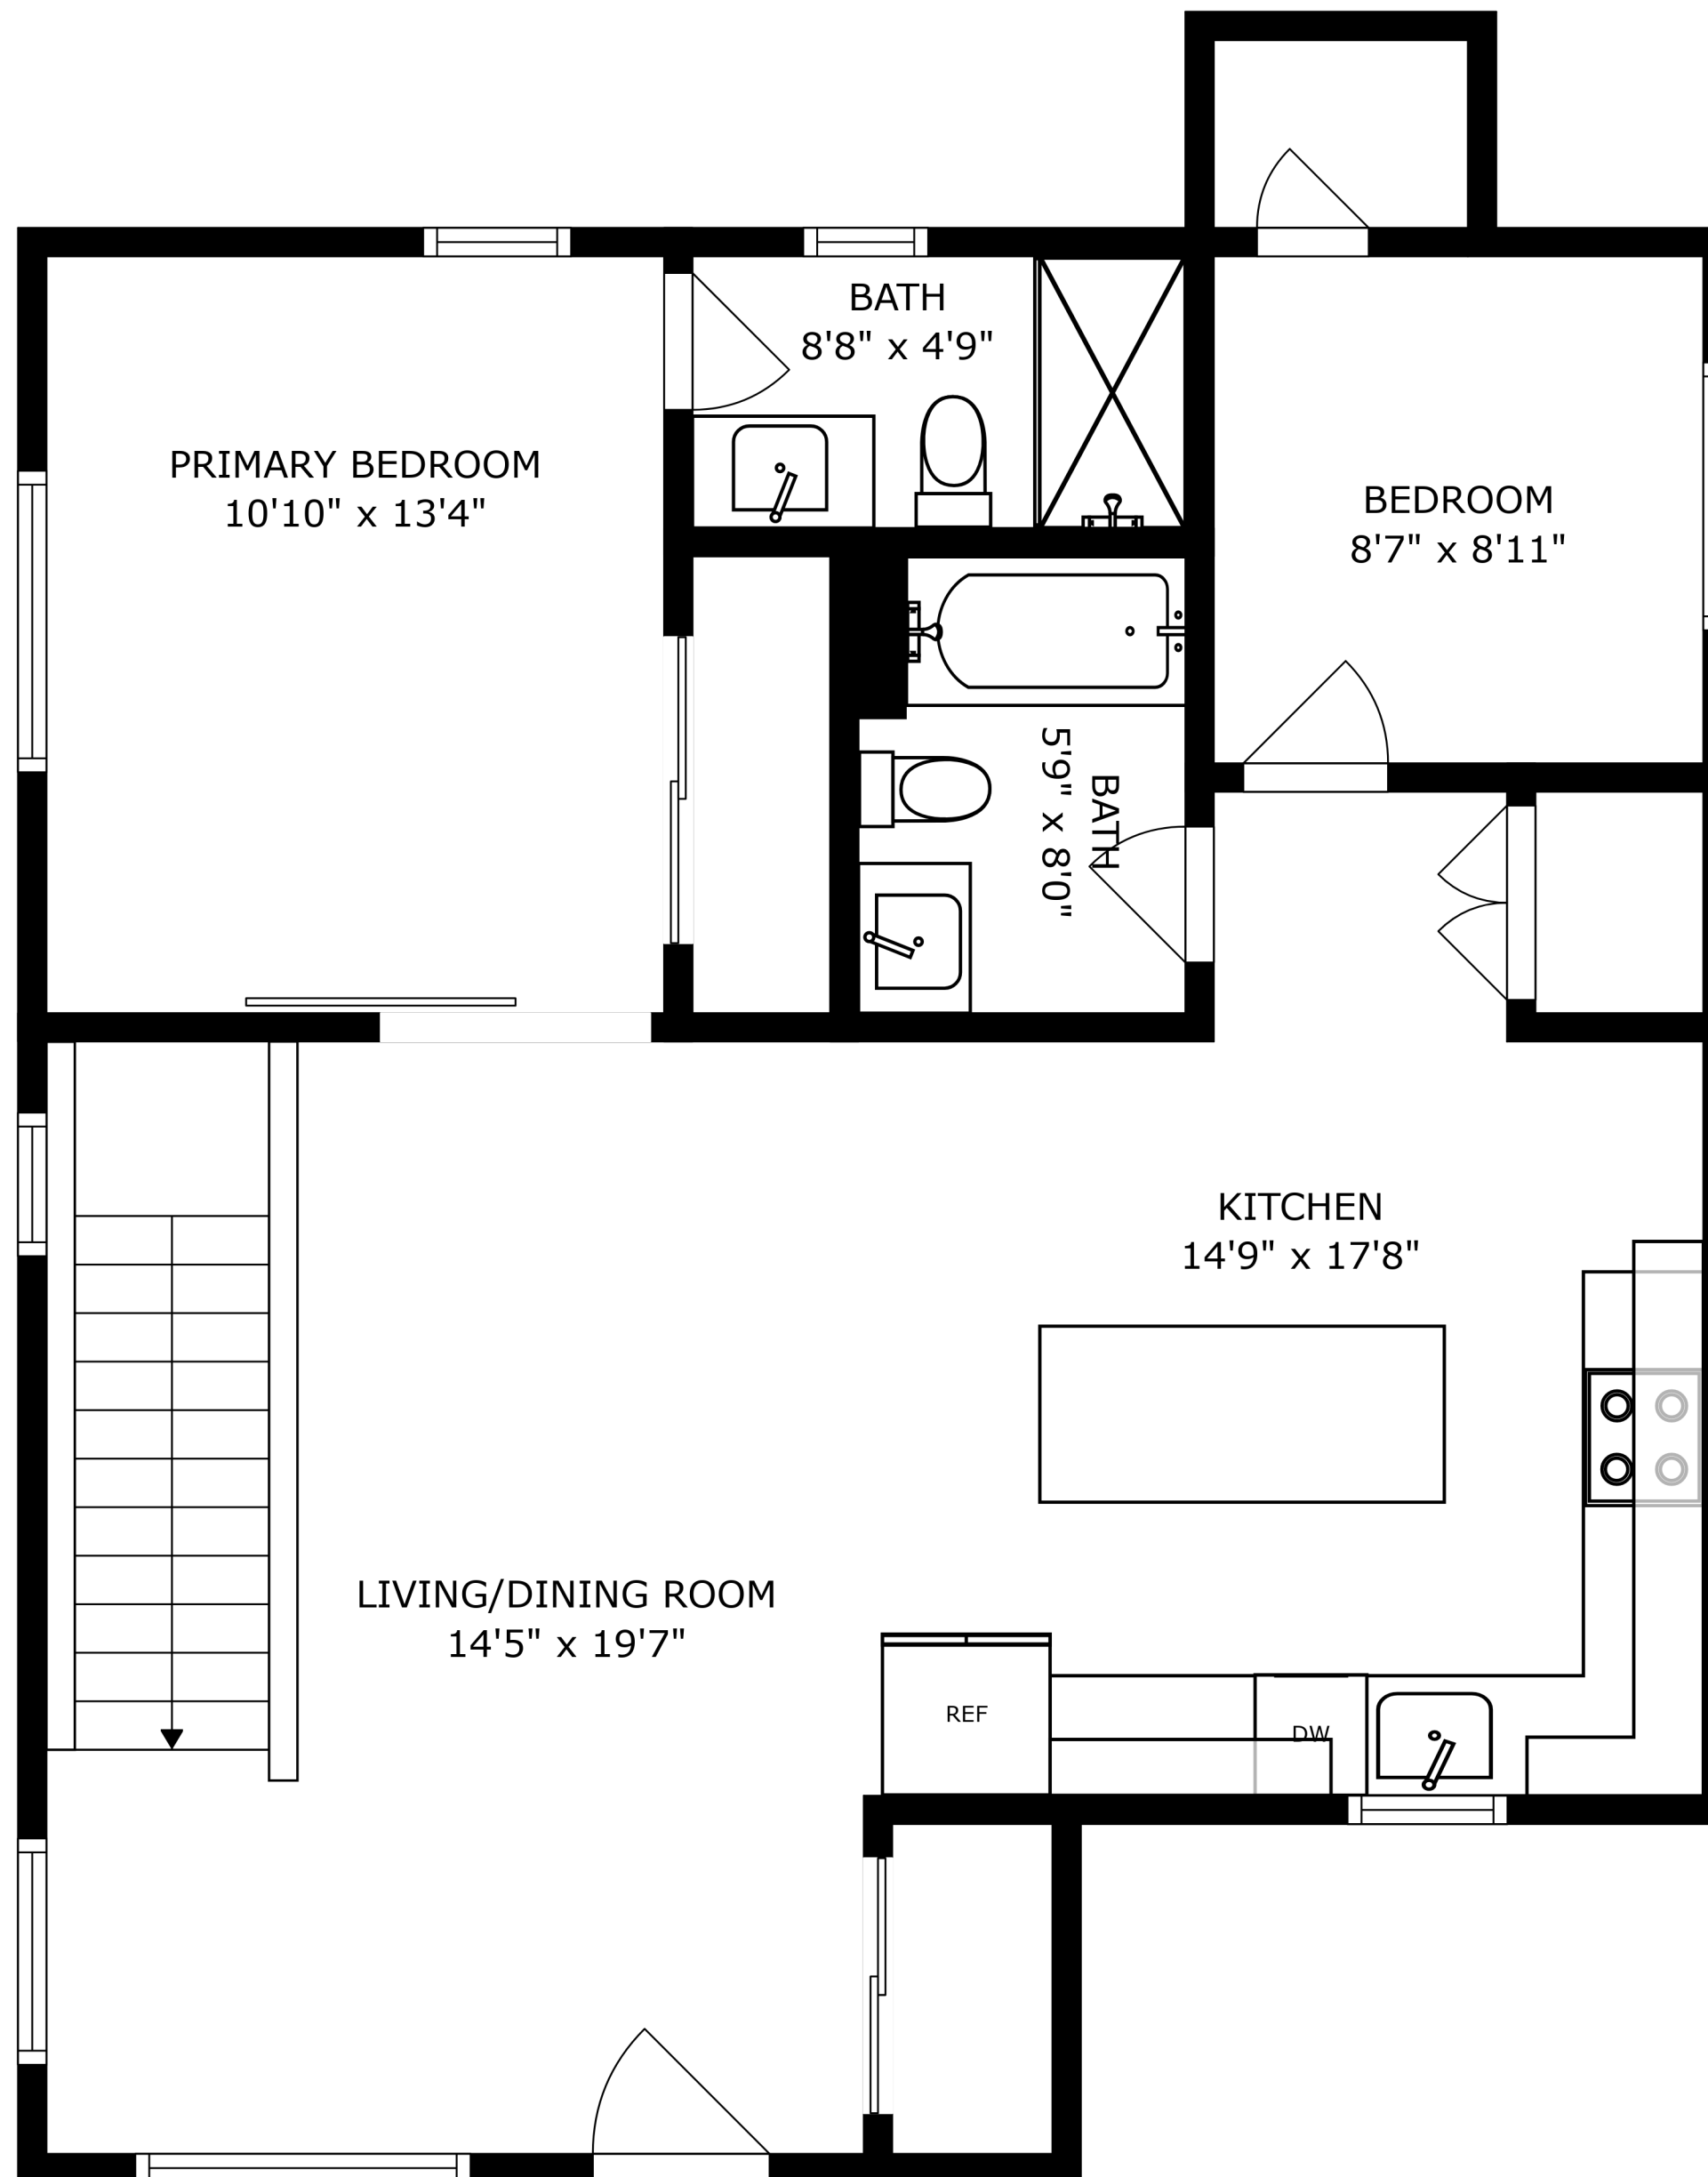 BATH
8'8" x 4'9"
PRIMARY BEDROOM
10'10" x 13'4"
BEDROOM
8'7" x 8'11"
BATH
5'9" x 8'0"
KITCHEN
14'9" x 17'8"
LIVING/DINING ROOM
14'5" x 19'7"
REF
DW